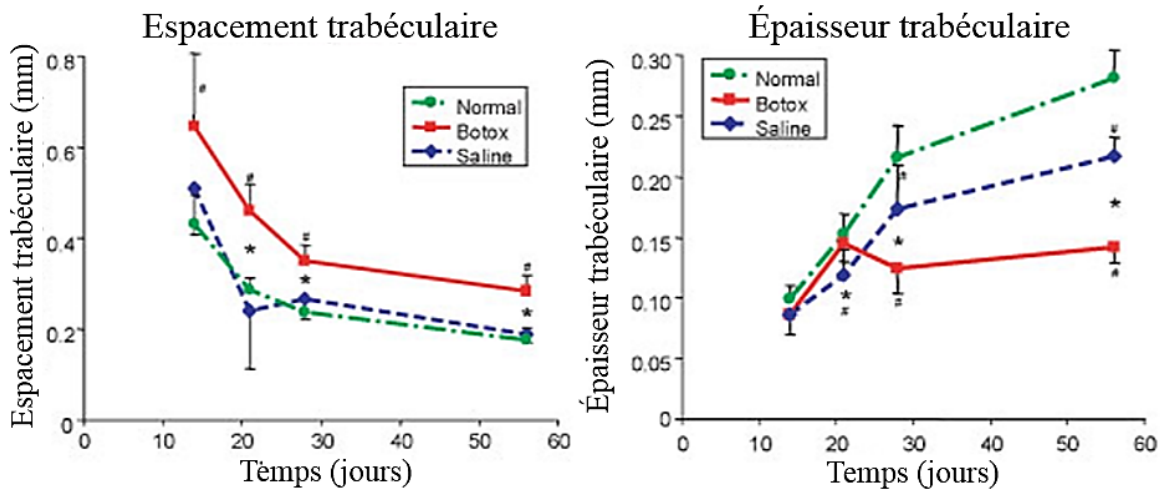 Espacement trabéculaire
Espacement trabéculaire (mm)
0.8
0.6
0.4
0.2
0
0 10 20 30 40 50 60
Temps (jours)
Normal
Botox
Saline
#
#
*
#
*
#
*
Épaisseur trabéculaire
Épaisseur trabéculaire (mm)
0.30
0.25
0.20
0.15
0.10
0.05
0
0 10 20 30 40 50 60
Temps (jours)
Normal
Botox
Saline
*
#
#
*
#
#
*
#